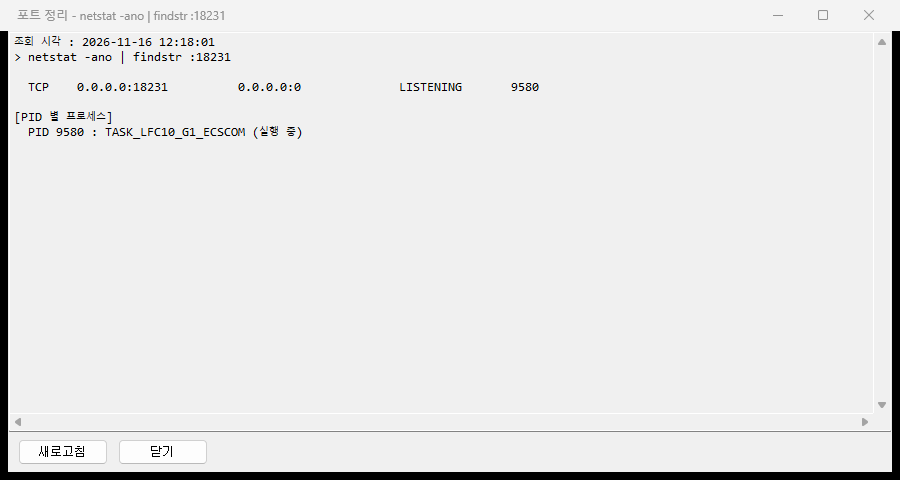 포트 정리 - netstat -ano | findstr :18231
조회 시각 : 2026-11-16 12:18:01
> netstat -ano | findstr :18231
TCP    0.0.0.0:18231          0.0.0.0:0              LISTENING       9580
[PID 별 프로세스]
PID 9580 : TASK_LFC10_G1_ECSCOM (실행 중)
새로고침
닫기